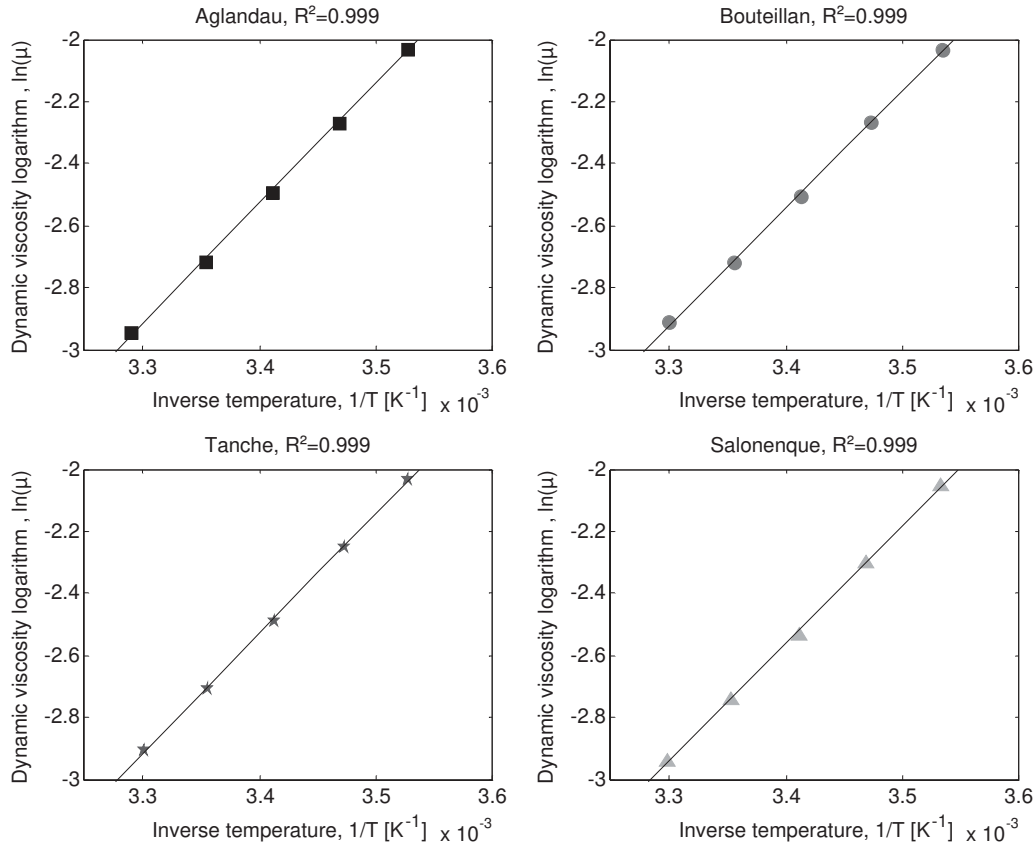 Aglandau, R²=0.999
Dynamic viscosity logarithm , ln(μ)
-2
-2.2
-2.4
-2.6
-2.8
-3
3.3
3.4
3.5
3.6
Inverse temperature, 1/T [K⁻¹]
x 10⁻³
Bouteillan, R²=0.999
Dynamic viscosity logarithm , ln(μ)
-2
-2.2
-2.4
-2.6
-2.8
-3
3.3
3.4
3.5
3.6
Inverse temperature, 1/T [K⁻¹]
x 10⁻³
Tanche, R²=0.999
Dynamic viscosity logarithm , ln(μ)
-2
-2.2
-2.4
-2.6
-2.8
-3
3.3
3.4
3.5
3.6
Inverse temperature, 1/T [K⁻¹]
x 10⁻³
Salonenque, R²=0.999
Dynamic viscosity logarithm , ln(μ)
-2
-2.2
-2.4
-2.6
-2.8
-3
3.3
3.4
3.5
3.6
Inverse temperature, 1/T [K⁻¹]
x 10⁻³